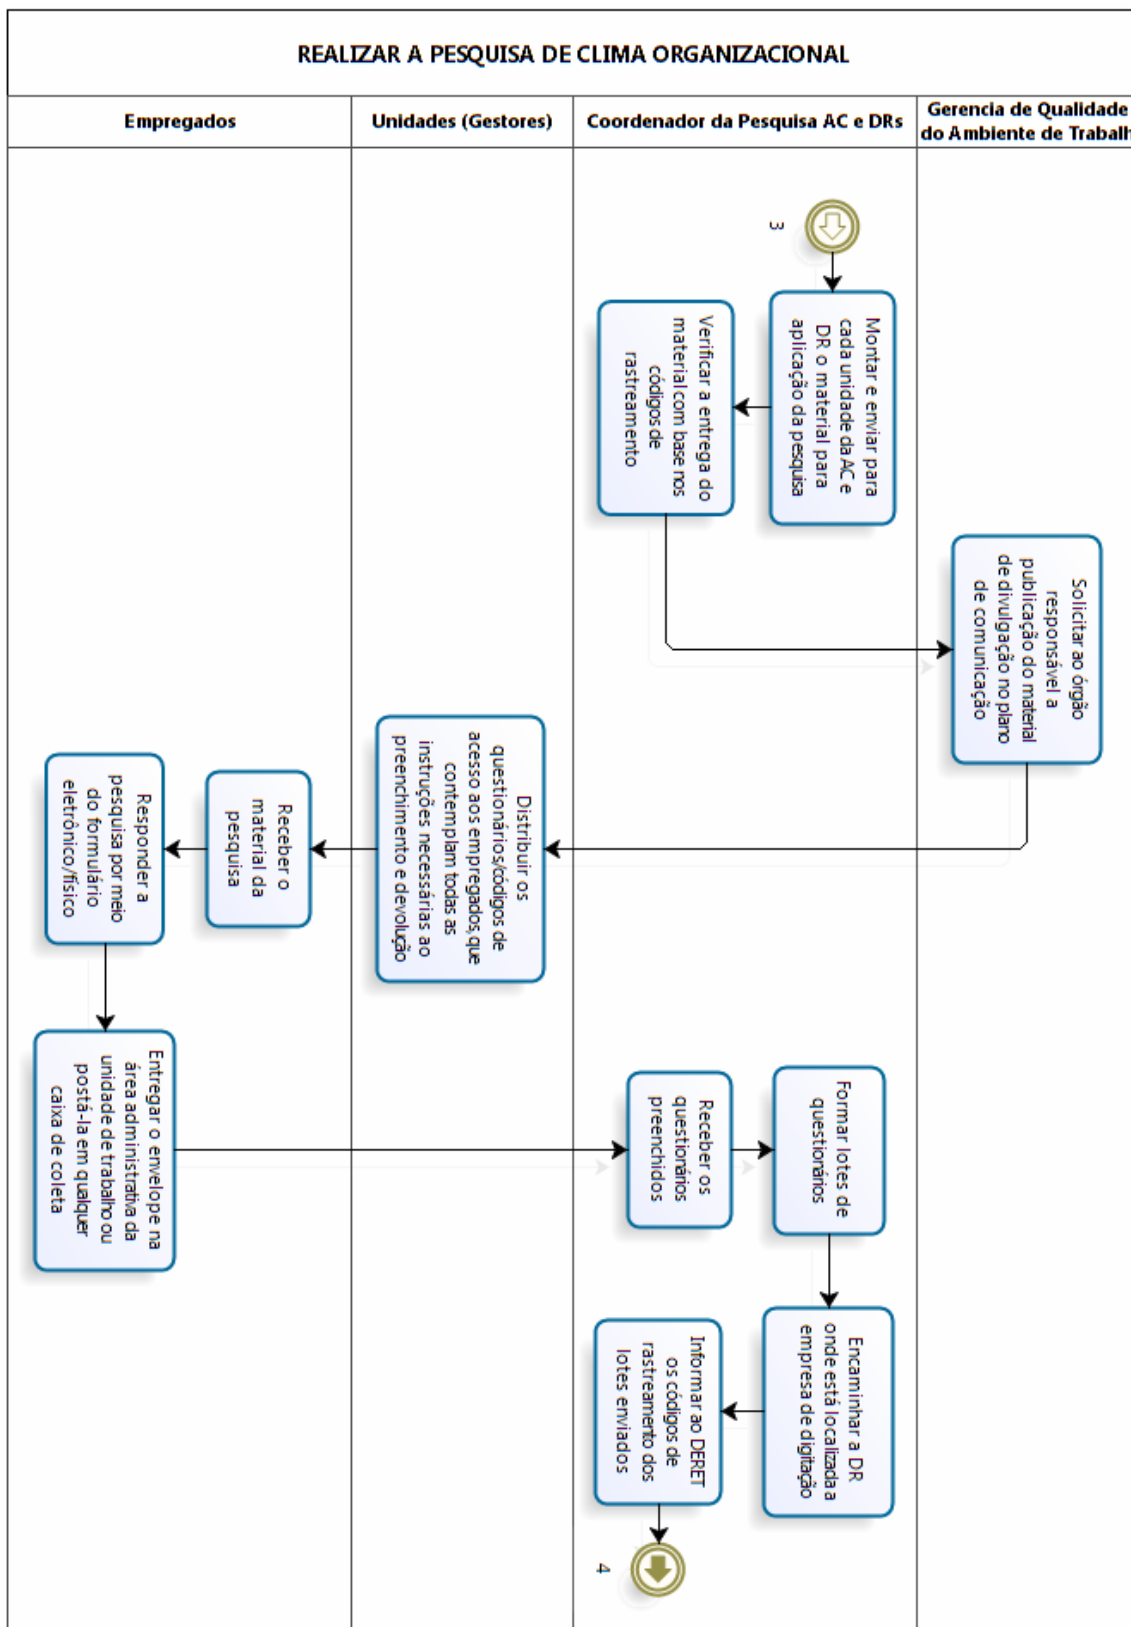 REALIZAR A PESQUISA DE CLIMA ORGANIZACIONAL
Empregados
Unidades (Gestores)
Coordenador da Pesquisa AC e DRs
Gerencia de Qualidade
do Ambiente de Trabalh
3
Montar e enviar para
cada unidade da AC e
DR o material para
aplicação da pesquisa
Verificar a entrega do
material com base nos
códigos de
rastreamento
Solicitar ao órgão
responsável a
publicação do material
de divulgação no plano
de comunicação
Distribuir os
questionários/códigos de
acesso aos empregados, que
contemplam todas as
instruções necessárias ao
preenchimento e devolução
Receber o
material da
pesquisa
Responder a
pesquisa por meio
do formulário
eletrônico/físico
Entregar o envelope na
área administrativa da
unidade de trabalho ou
postá-la em qualquer
caixa de coleta
Receber os
questionários
preenchidos
Formar lotes de
questionários
Encaminhar a DR
onde está localizada a
empresa de digitação
Informar ao DERET
os códigos de
rastreamento dos
lotes enviados
4